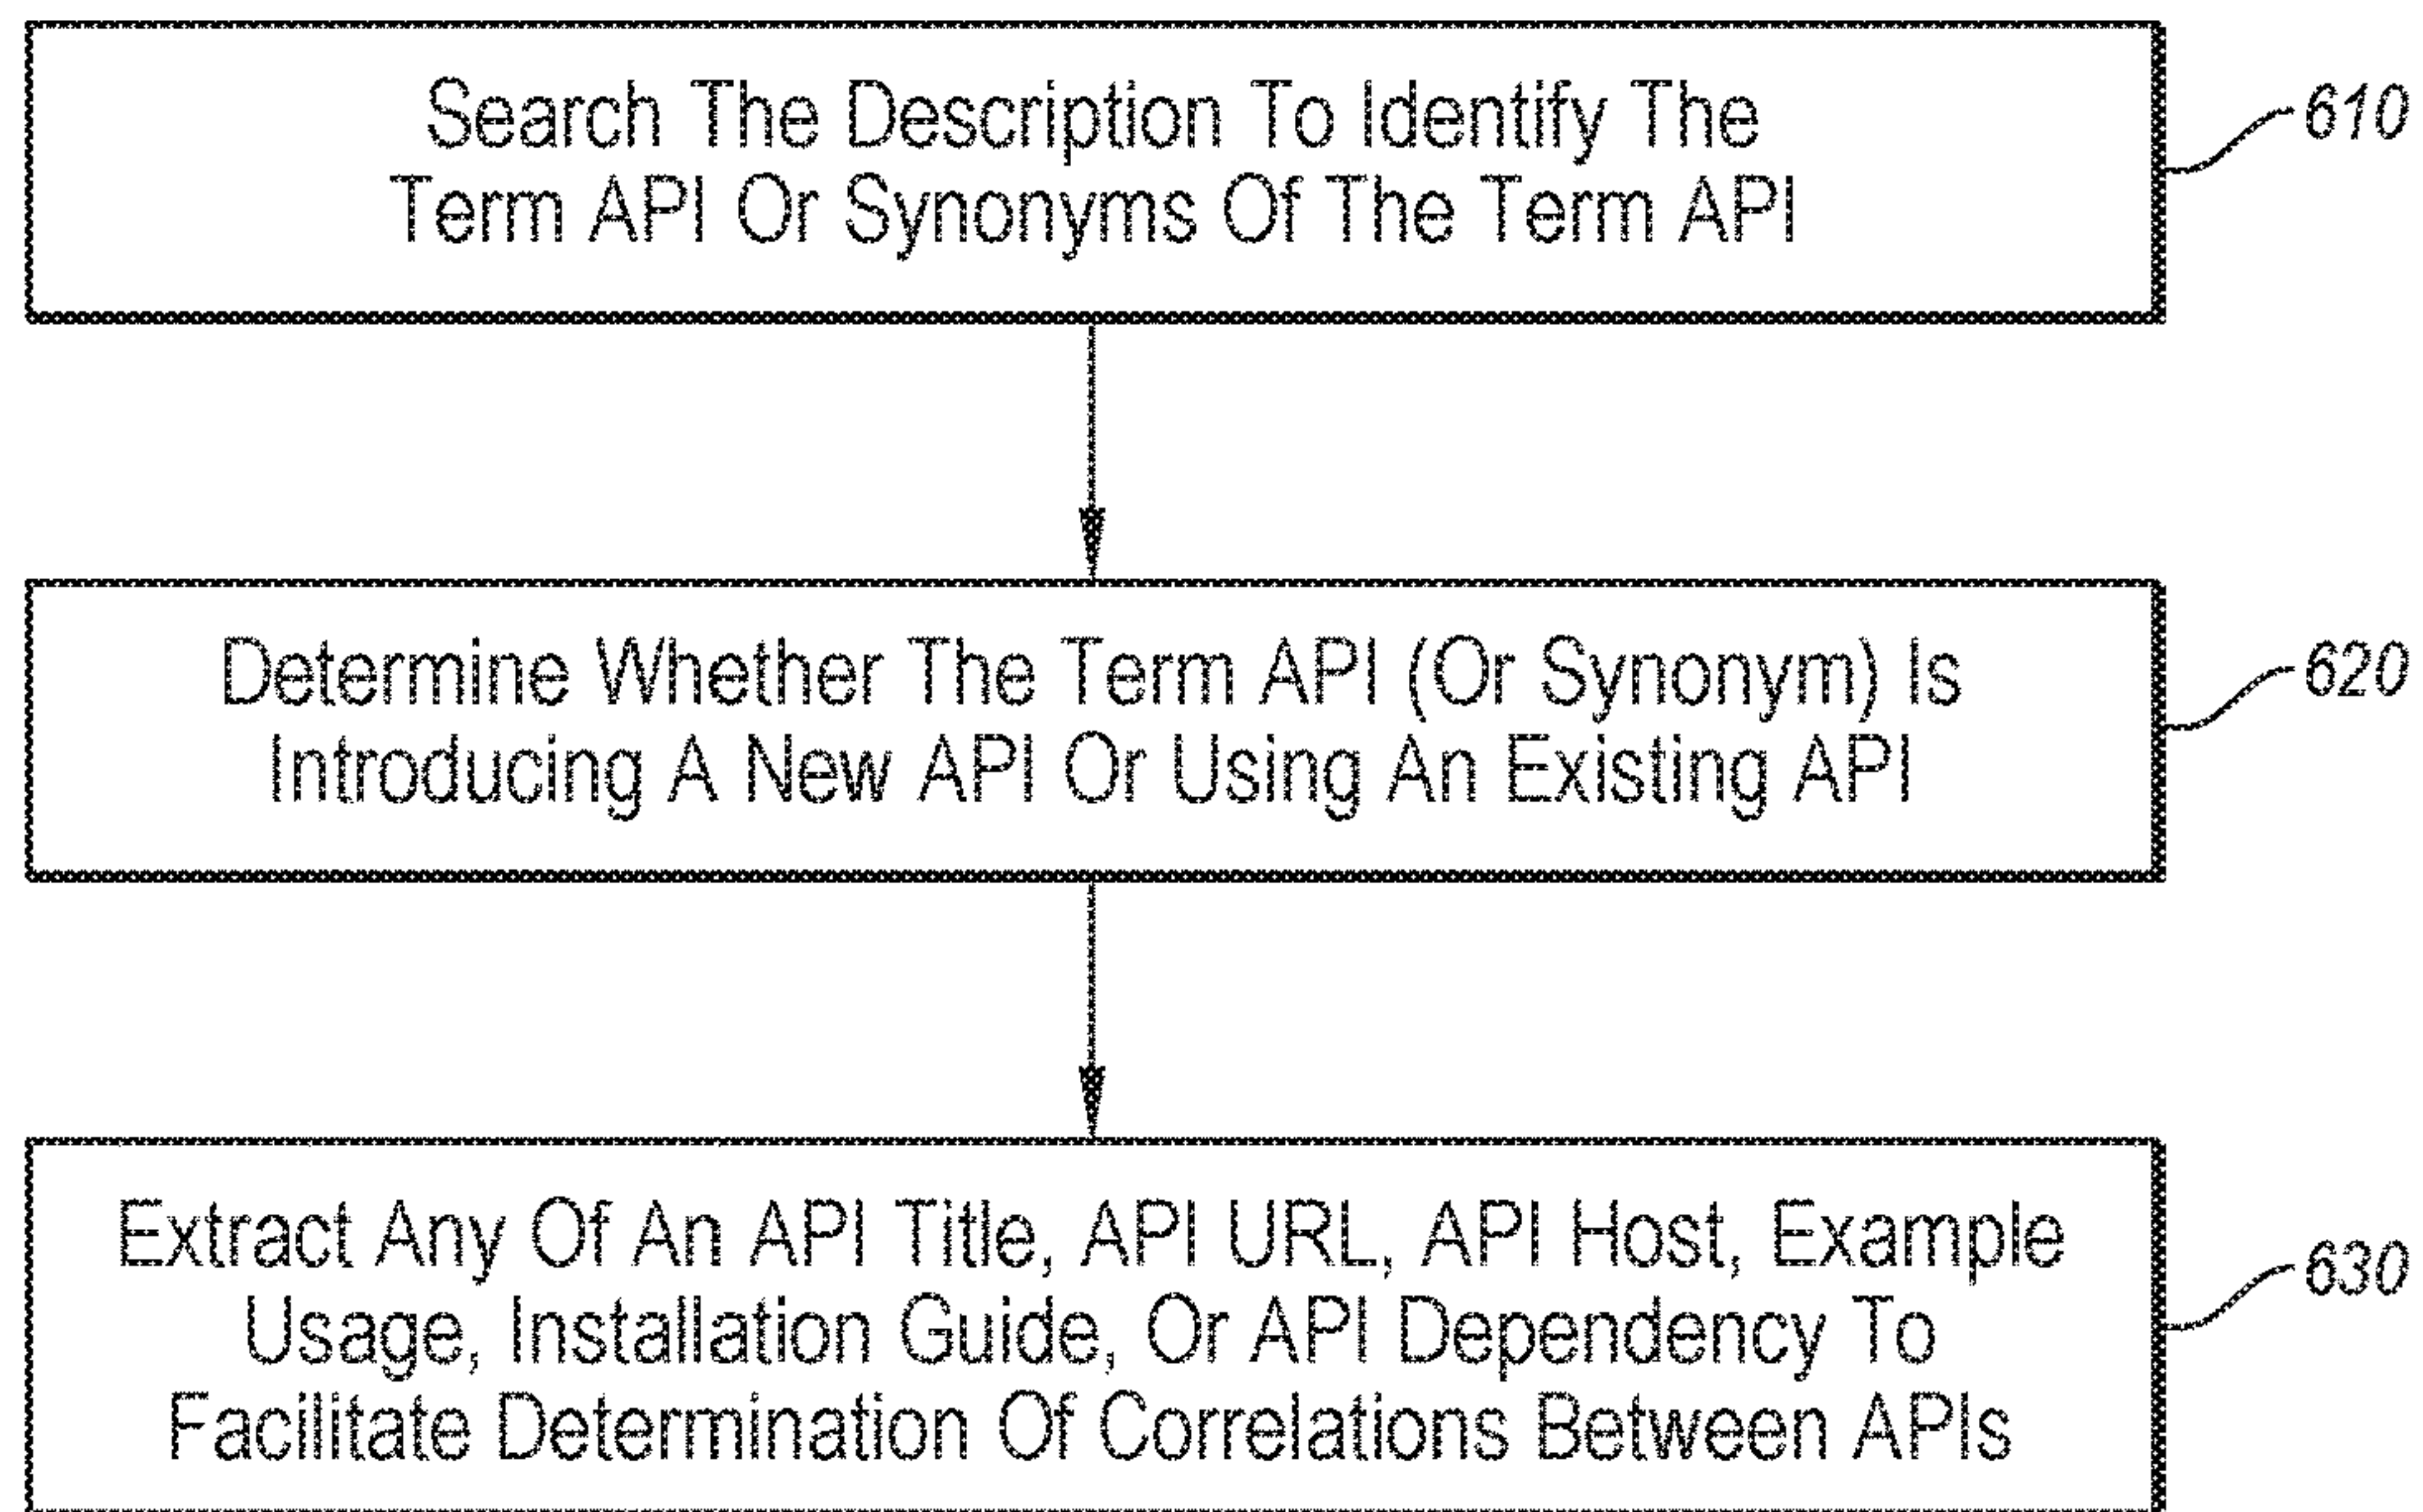 Search The Description To Identify The
Term API Or Synonyms Of The Term API
610
Determine Whether The Term API (Or Synonym) Is
Introducing A New API Or Using An Existing API
620
Extract Any Of An API Title, API URL, API Host, Example
Usage, Installation Guide, Or API Dependency To
Facilitate Determination Of Correlations Between APIs
630